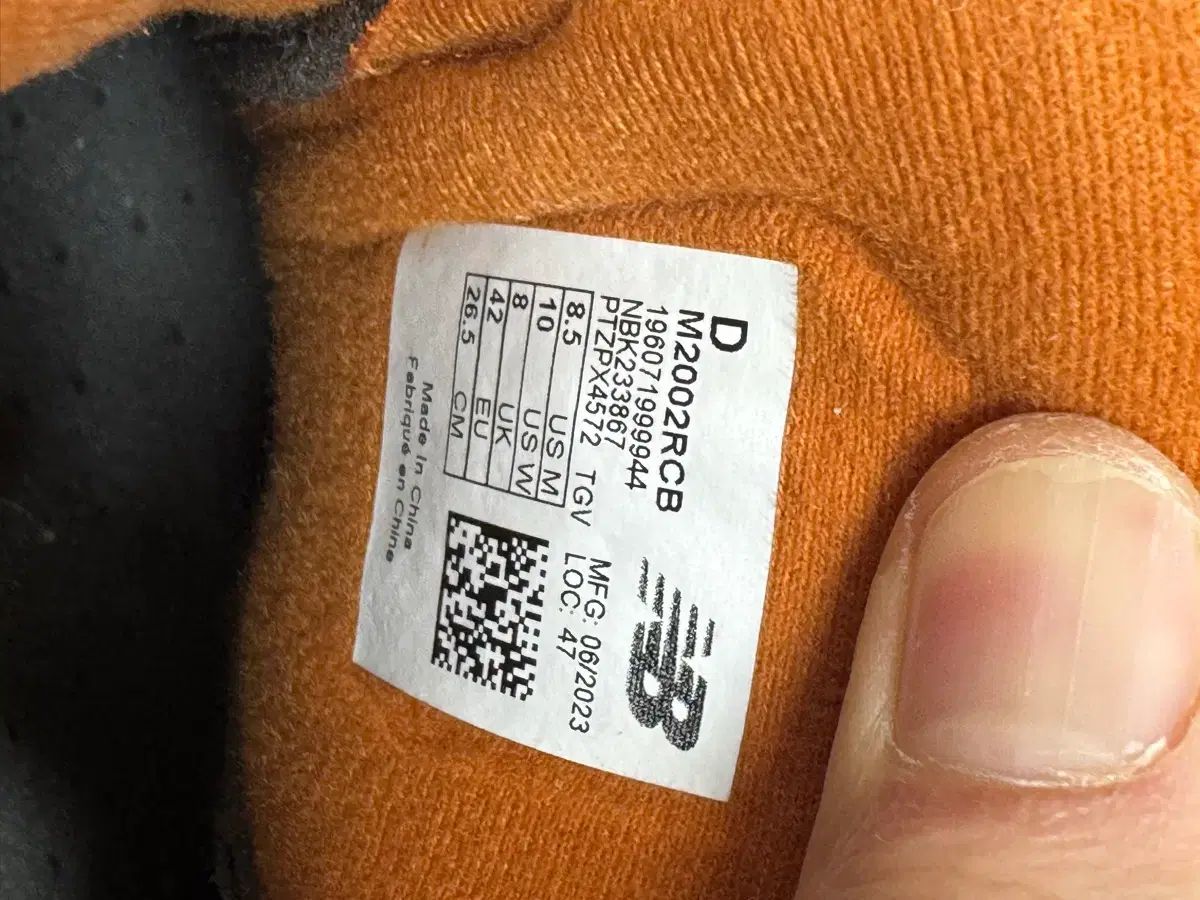 D
M2002RCB
196071999944
NBK233867
PTZPX4572 TGV
8.5 US M
10 US W
8 UK
42 EU
26.5 CM
Made In China
Fabriqué en Chine
NB
MFG: 06/2023
LOC: 47